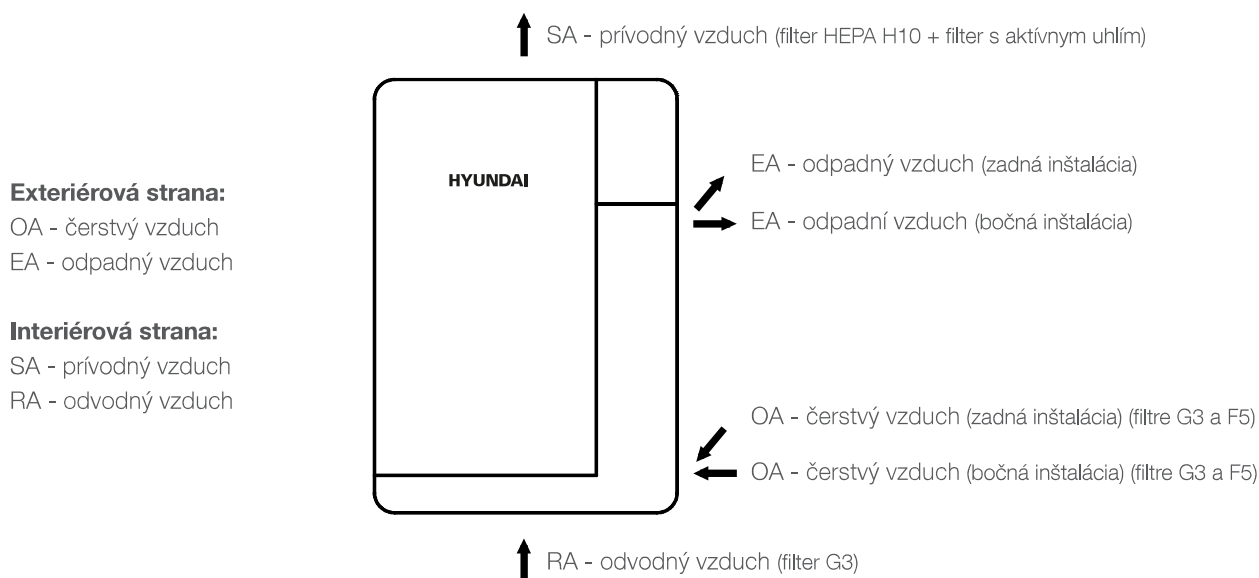 SA - prívodný vzduch (filter HEPA H10 + filter s aktívnym uhlím)
HYUNDAI
EA - odpadný vzduch (zadná inštalácia)
EA - odpadní vzduch (bočná inštalácia)
Exteriérová strana:
OA - čerstvý vzduch
EA - odpadný vzduch
Interiérová strana:
SA - prívodný vzduch
RA - odvodný vzduch
OA - čerstvý vzduch (zadná inštalácia) (filtre G3 a F5)
OA - čerstvý vzduch (bočná inštalácia) (filtre G3 a F5)
RA - odvodný vzduch (filter G3)